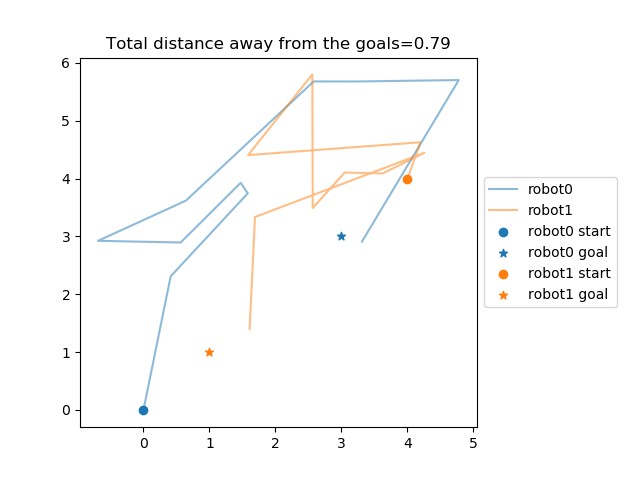 Total distance away from the goals=0.79
6
5
4
3
2
1
0
0 1 2 3 4 5
robot0
robot1
robot0 start
robot0 goal
robot1 start
robot1 goal